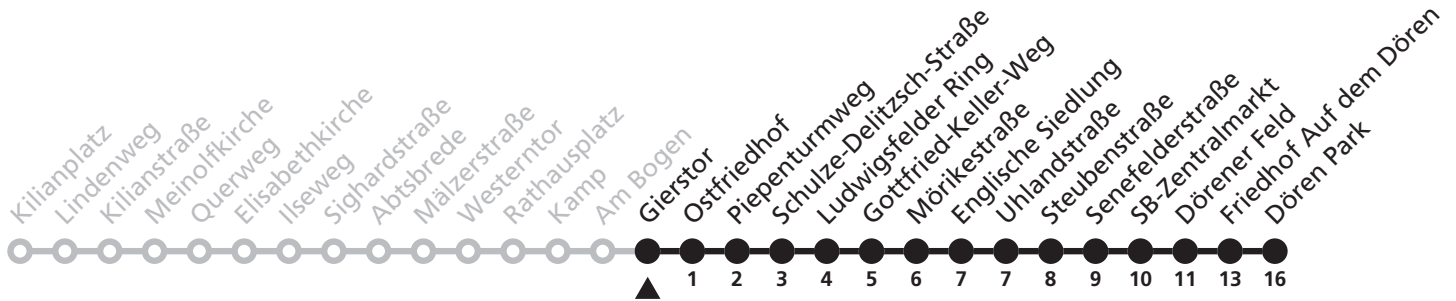 Kilianplatz
Lindenweg
Kilianstraße
Meinolfkirche
Querweg
Elisabethkirche
Ilseweg
Sighardstraße
Abtsbrede
Mälzerstraße
Westerntor
Rathausplatz
Kamp
Am Bogen
Gierstor
Ostfriedhof
Piepenturmweg
Schulze-Delitzsch-Straße
Ludwigsfelder Ring
Gottfried-Keller-Weg
Mörikestraße
Englische Siedlung
Uhlandstraße
Steubenstraße
Senefelderstraße
SB-Zentralmarkt
Dörener Feld
Friedhof Auf dem Dören
Dören Park
1 2 3 4 5 6 7 7 8 9 10 11 13 16